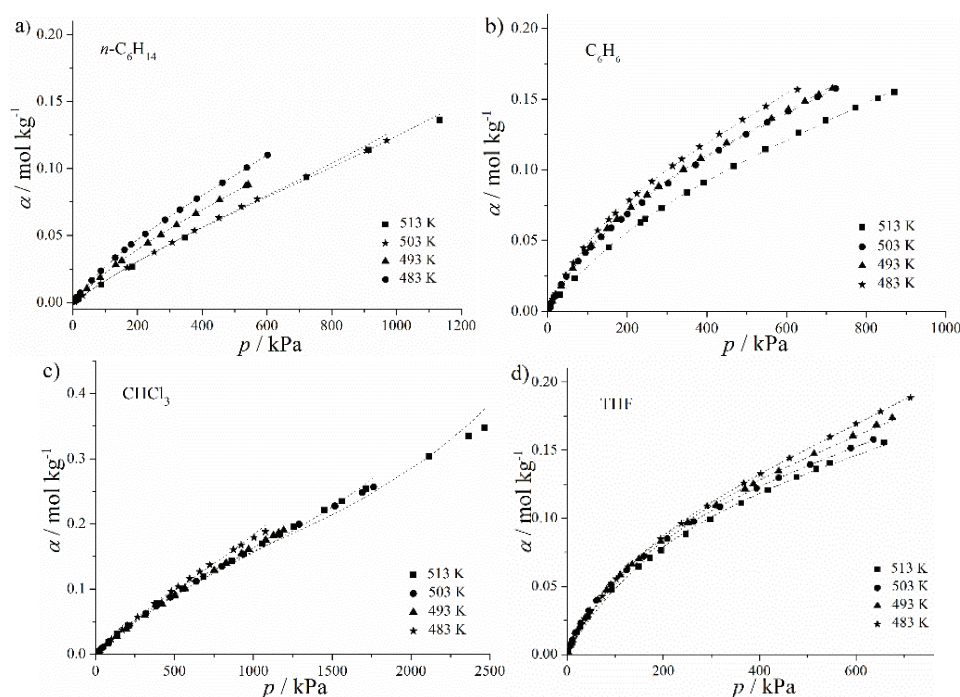 a)
n-C6H14
α / mol kg-1
0.20
0.15
0.10
0.05
0.00
513 K
503 K
493 K
483 K
0 200 400 600 800 1000 1200
p / kPa
b)
C6H6
α / mol kg-1
0.20
0.15
0.10
0.05
0.00
513 K
503 K
493 K
483 K
0 200 400 600 800 1000
p / kPa
c)
CHCl3
α / mol kg-1
0.4
0.3
0.2
0.1
0.0
513 K
503 K
493 K
483 K
0 500 1000 1500 2000 2500
p / kPa
d)
THF
α / mol kg-1
0.20
0.15
0.10
0.05
0.00
513 K
503 K
493 K
483 K
0 200 400 600
p / kPa